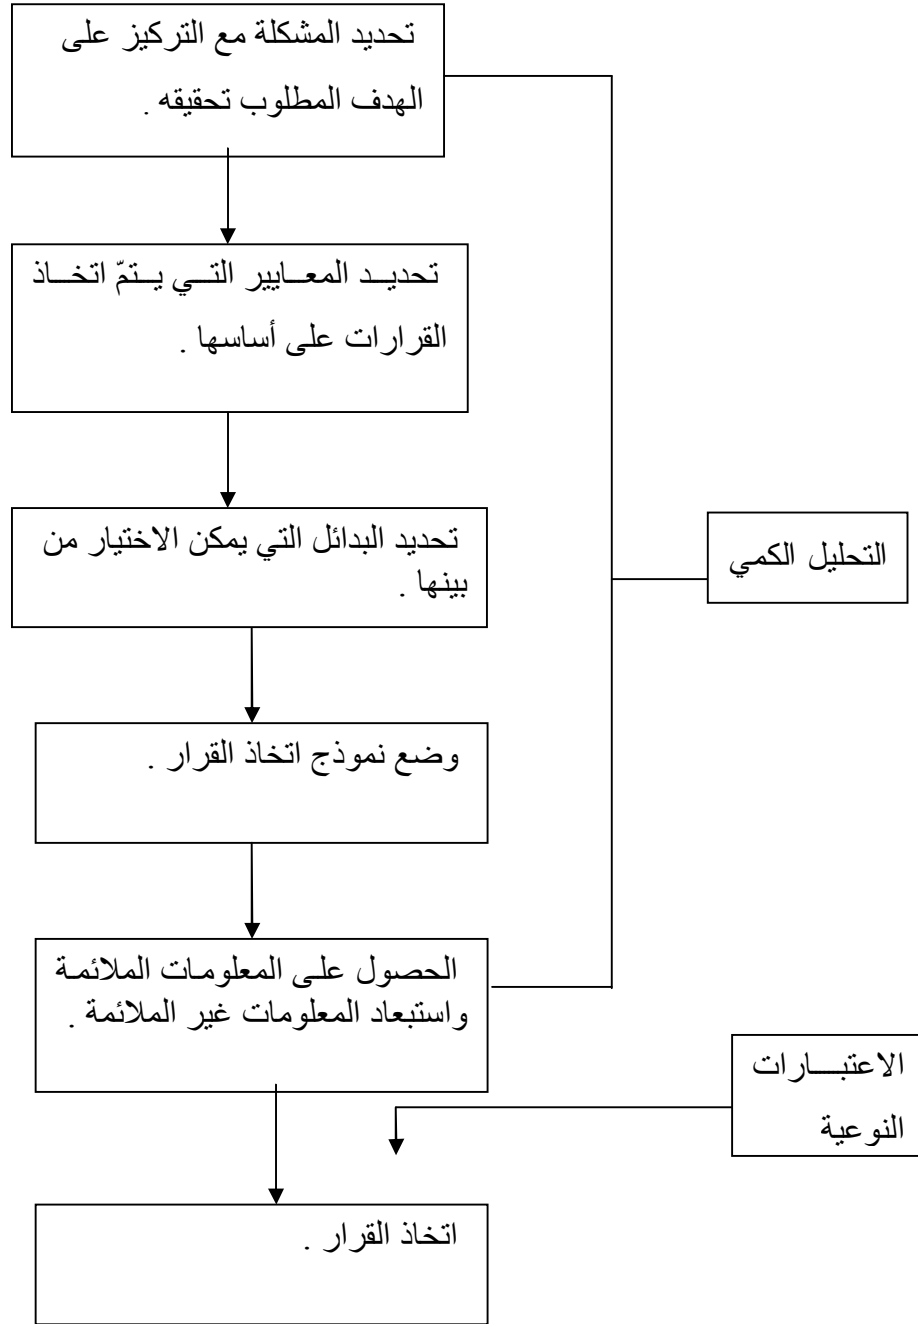 تحديد المشكلة مع التركيز على
الهدف المطلوب تحقيقه .
تحديد المعايير التي يتمّ اتخاذ
القرارات على أساسها .
تحديد البدائل التي يمكن الاختيار من
بينها .
التحليل الكمي
وضع نموذج اتخاذ القرار .
الحصول على المعلومات الملائمة
واستبعاد المعلومات غير الملائمة .
الاعتبارات
النوعية
اتخاذ القرار .